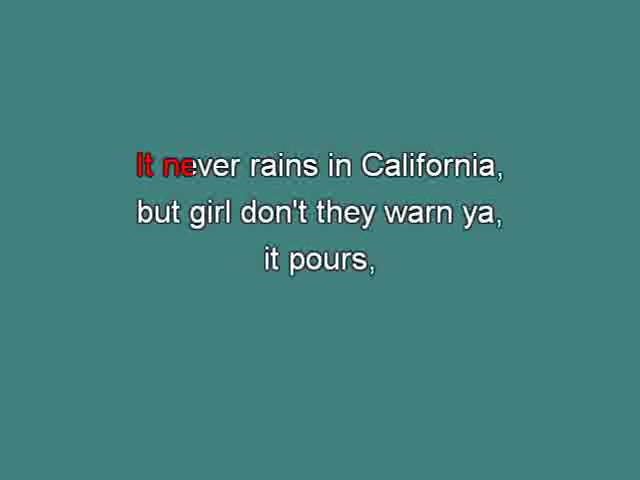 It never rains in California,
but girl don't they warn ya,
it pours,